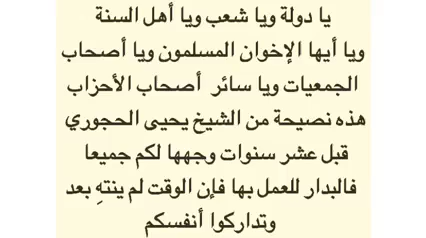 يا دولة ويا شعب ويا أهل السنة
ويا أيها الإخوان المسلمون ويا أصحاب
الجمعيات ويا سائر أصحاب الأحزاب
هذه نصيحة من الشيخ يحيى الحجوري
قبل عشر سنوات وجهها لكم جميعا
فالبدار للعمل بها فإن الوقت لم ينتهِ بعد
وتداركوا أنفسكم